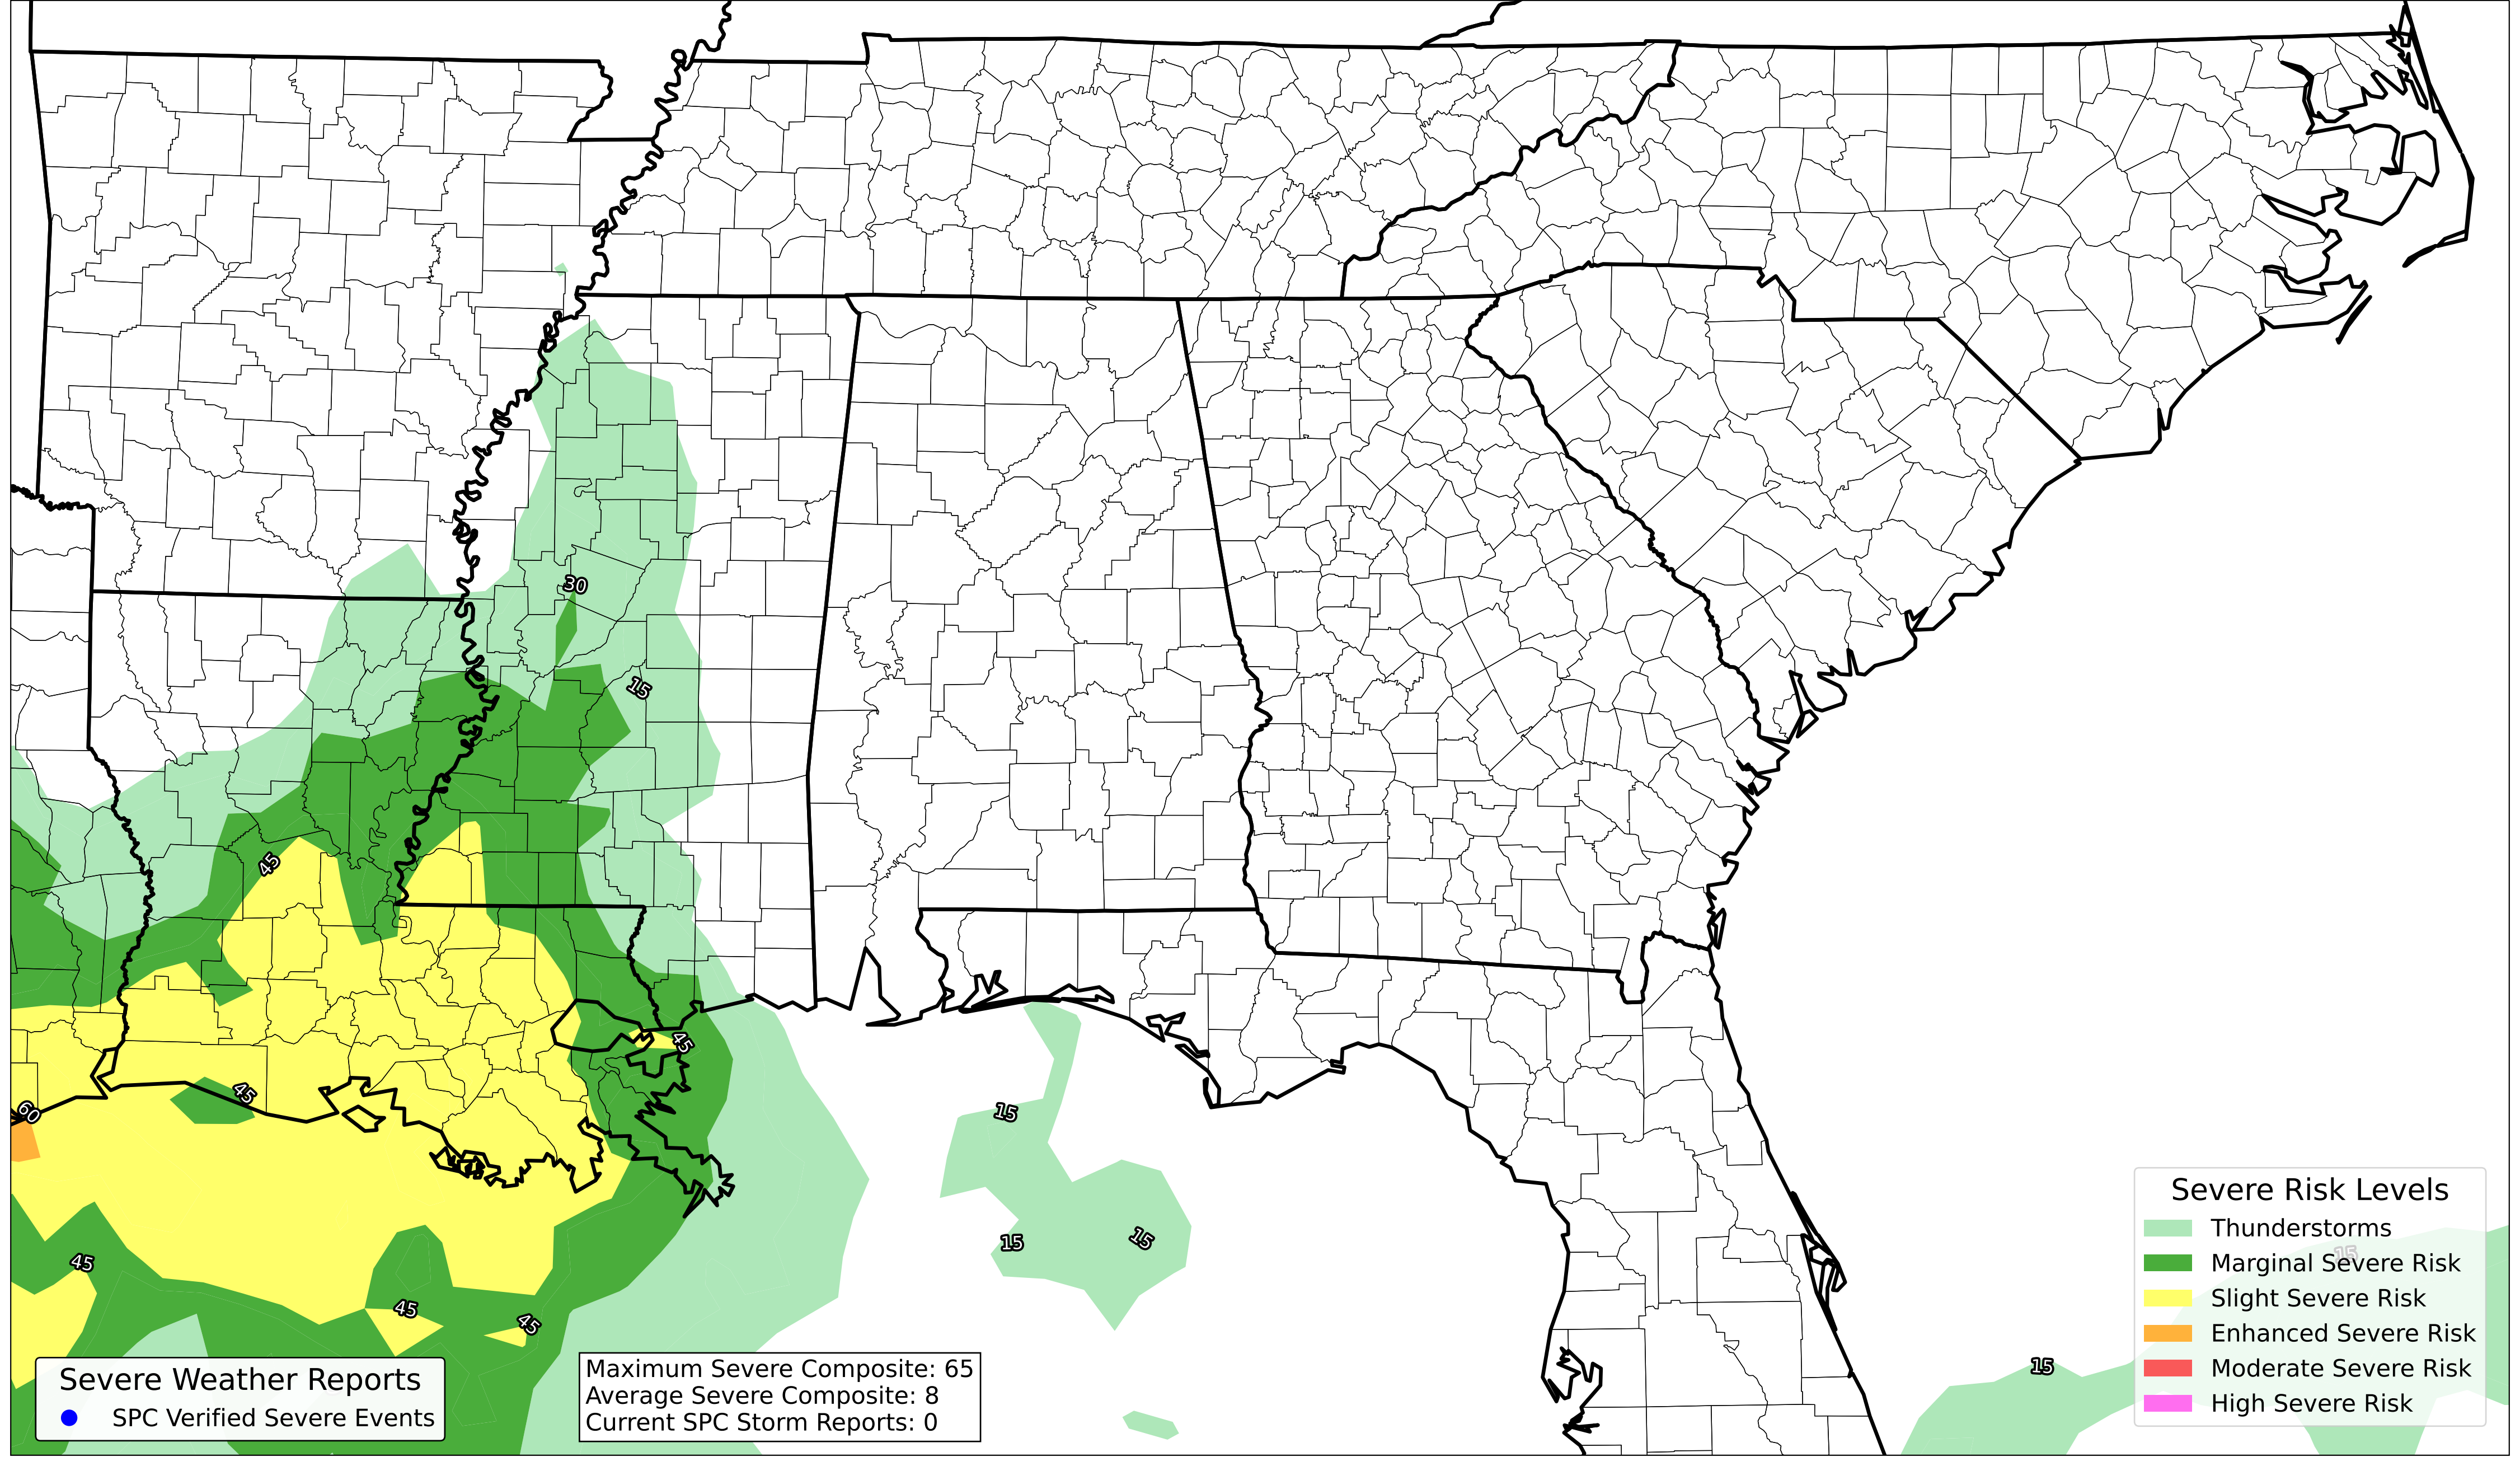 30
15
45
45
45
60
15
15
15
45
45
45
15
15
Severe Risk Levels
Thunderstorms
Marginal Severe Risk
Slight Severe Risk
Enhanced Severe Risk
Moderate Severe Risk
High Severe Risk
Severe Weather Reports
SPC Verified Severe Events
Maximum Severe Composite: 65
Average Severe Composite: 8
Current SPC Storm Reports: 0